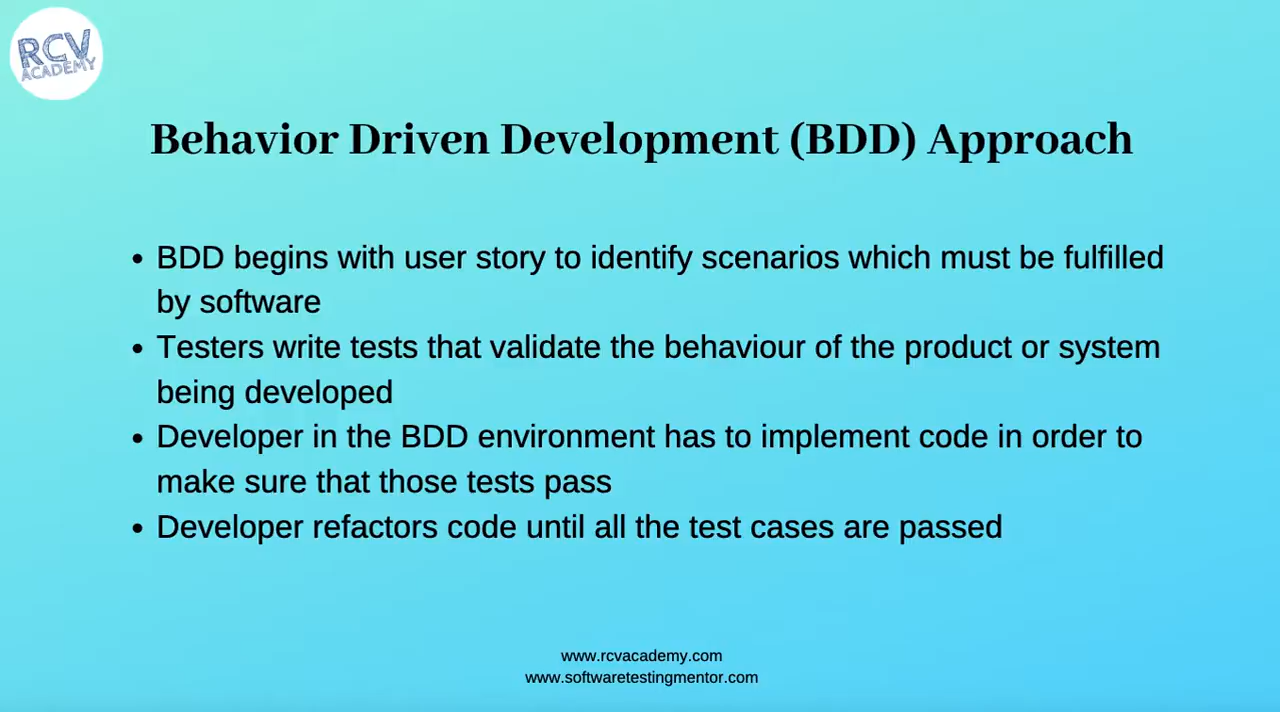 RCV
ACADEMY
Behavior Driven Development (BDD) Approach
• BDD begins with user story to identify scenarios which must be fulfilled
by software
• Testers write tests that validate the behaviour of the product or system
being developed
• Developer in the BDD environment has to implement code in order to
make sure that those tests pass
• Developer refactors code until all the test cases are passed
www.rcvacademy.com
www.softwaretestingmentor.com